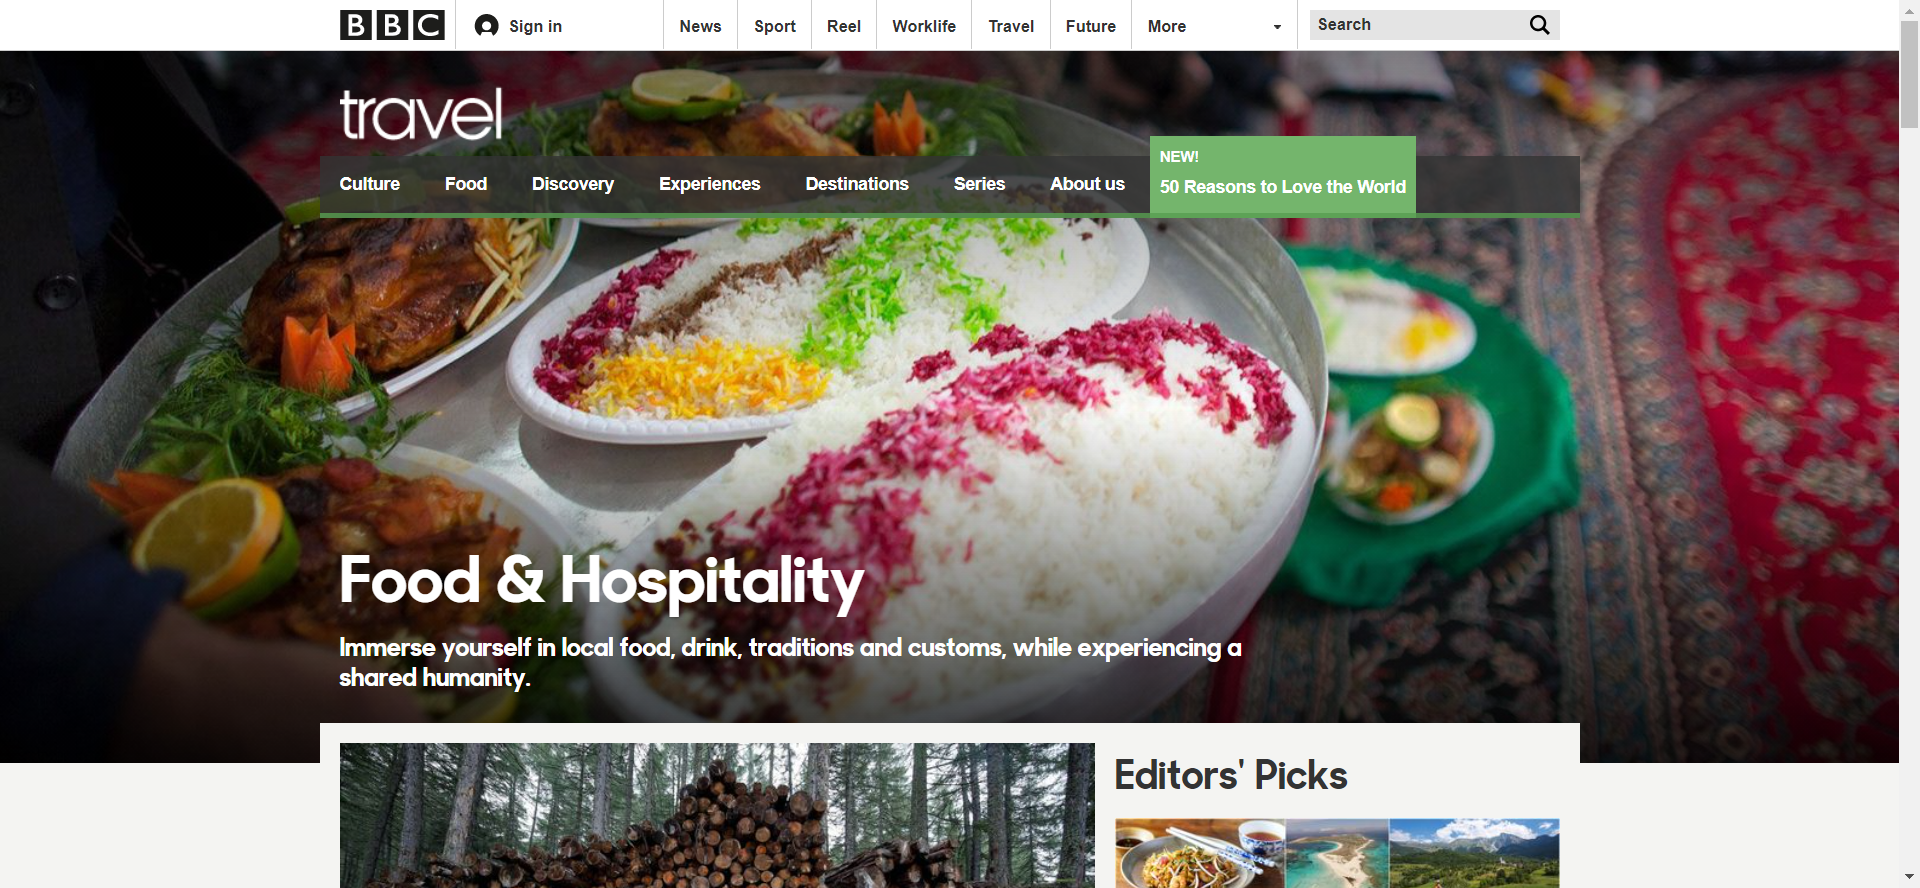 BBC
Sign in
News
Sport
Reel
Worklife
Travel
Future
More
Search
travel
Culture
Food
Discovery
Experiences
Destinations
Series
About us
NEW!
50 Reasons to Love the World
Food & Hospitality
Immerse yourself in local food, drink, traditions and customs, while experiencing a
shared humanity.
Editors' Picks